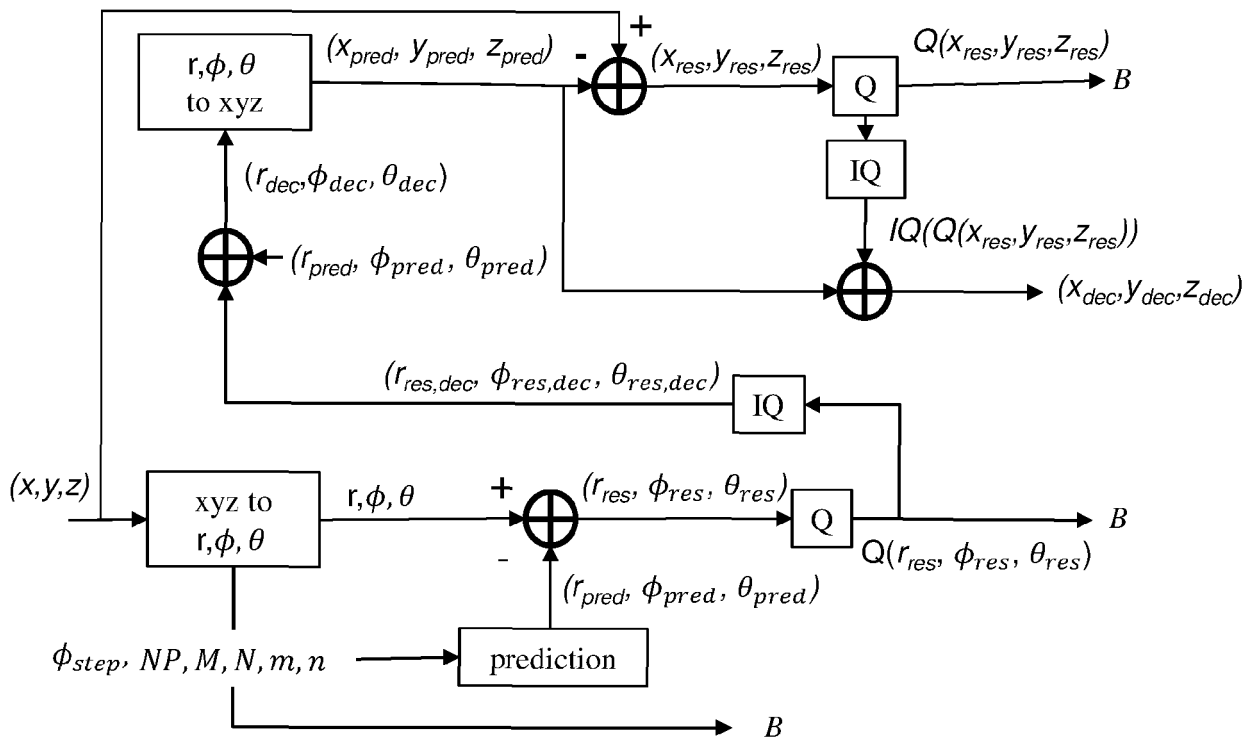 +
(x_pred, y_pred, z_pred)
-
(x_res,y_res,z_res)
Q(x_res,y_res,z_res)
r,ϕ,θ
to xyz
Q
B
IQ
(r_dec,ϕ_dec, θ_dec)
IQ(Q(x_res,y_res,z_res))
(r_pred, ϕ_pred, θ_pred)
(x_dec,y_dec,z_dec)
(r_res,dec, ϕ_res,dec, θ_res,dec)
IQ
(x,y,z)
xyz to
r,ϕ,θ
r,ϕ,θ
+
(r_res, ϕ_res, θ_res)
Q
B
-
Q(r_res, ϕ_res, θ_res)
(r_pred, ϕ_pred, θ_pred)
ϕ_step, NP, M, N, m, n
prediction
B